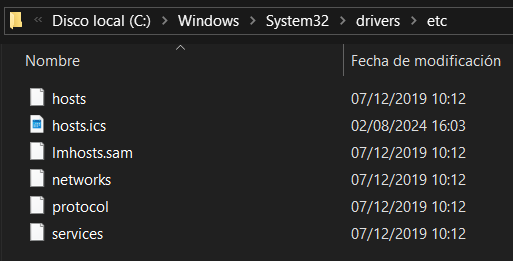 « Disco local (C:) > Windows > System32 > drivers > etc
Nombre Fecha de modificación
hosts 07/12/2019 10:12
hosts.ics 02/08/2024 16:03
lmhosts.sam 07/12/2019 10:12
networks 07/12/2019 10:12
protocol 07/12/2019 10:12
services 07/12/2019 10:12